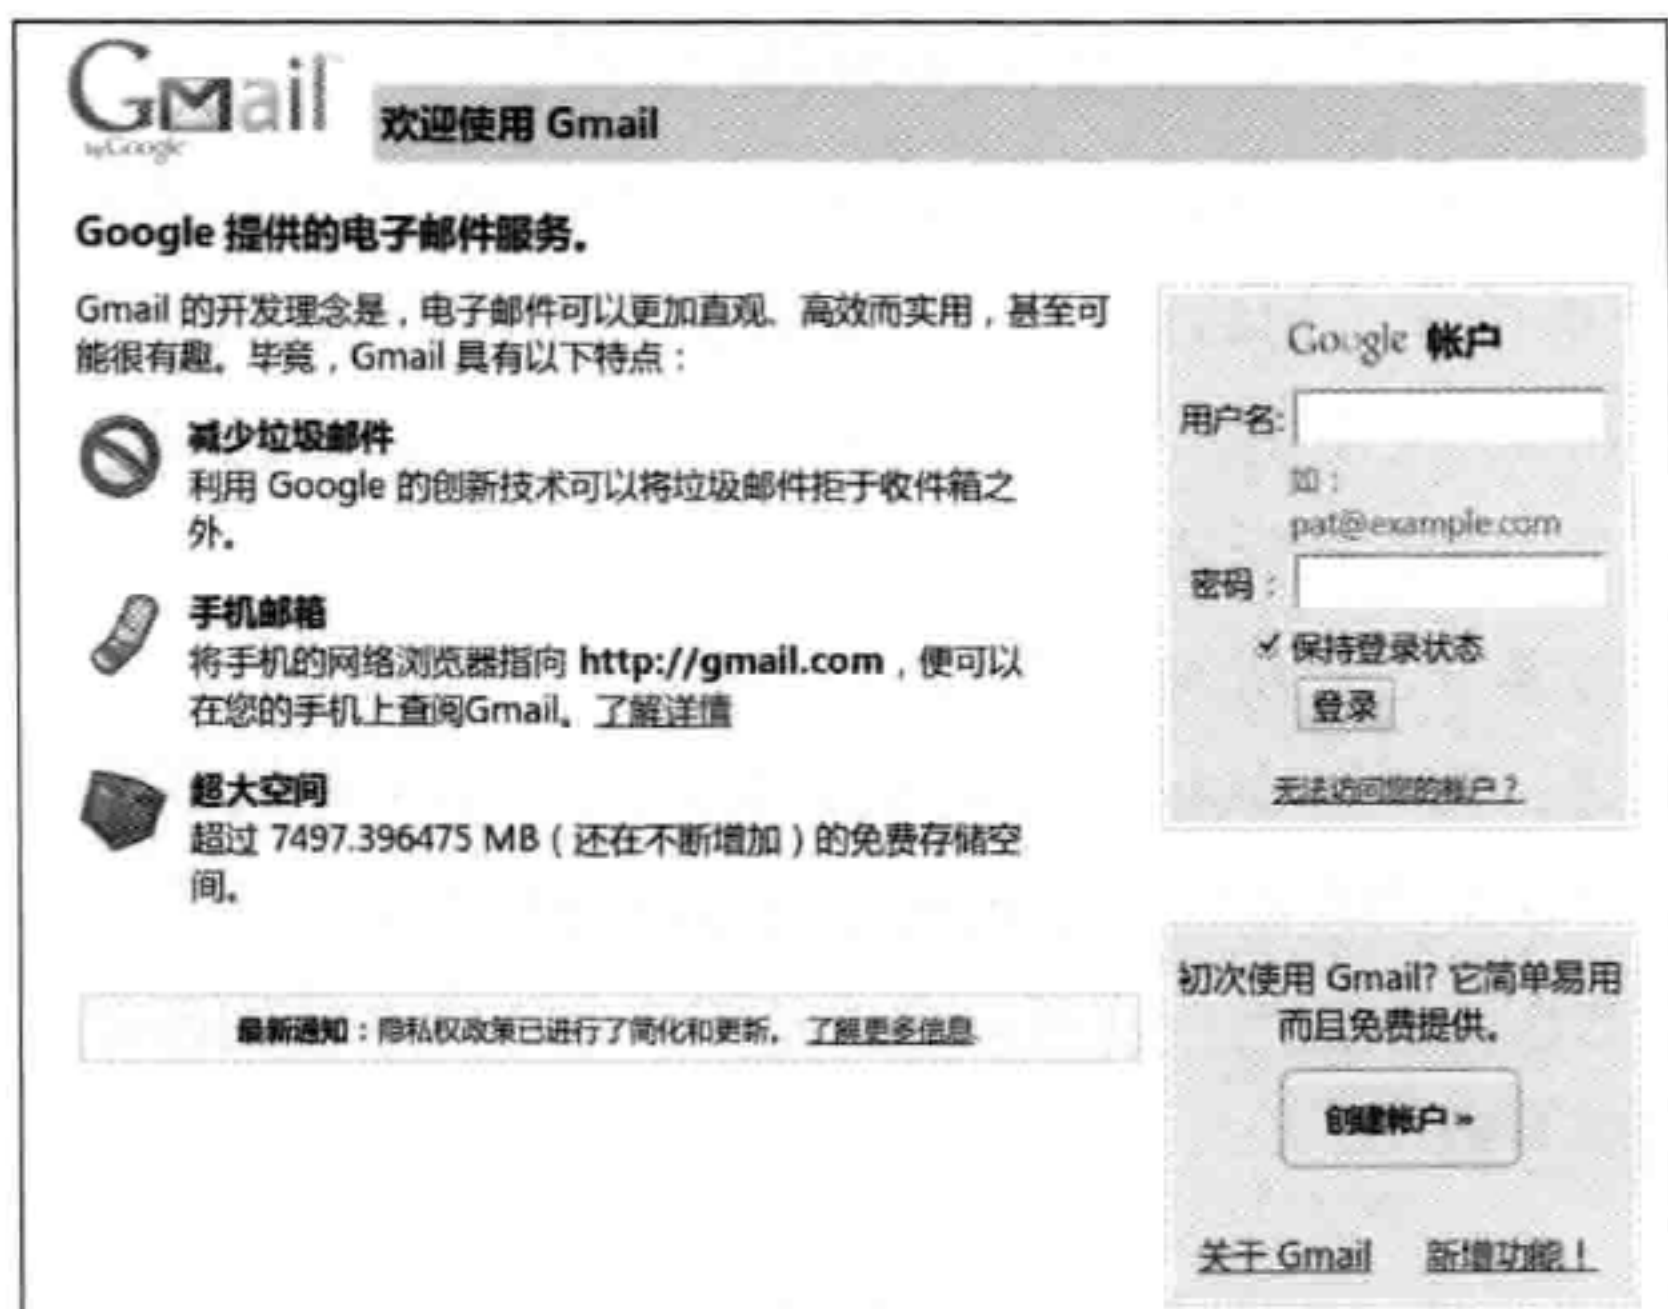 Gmail
by Google
欢迎使用 Gmail
Google 提供的电子邮件服务。
Gmail 的开发理念是，电子邮件可以更加直观、高效而实用，甚至可
能很有趣。毕竟，Gmail 具有以下特点：
减少垃圾邮件
利用 Google 的创新技术可以将垃圾邮件拒于收件箱之
外。
手机邮箱
将手机的网络浏览器指向 http://gmail.com，便可以
在您的手机上查阅Gmail。了解详情
超大空间
超过 7497.396475 MB（还在不断增加）的免费存储空
间。
最新通知：隐私权政策已进行了简化和更新。 了解更多信息
Google 帐户
用户名:
如：
pat@example.com
密码：
保持登录状态
登录
无法访问您的帐户？
初次使用 Gmail? 它简单易用
而且免费提供。
创建帐户 »
关于 Gmail 新增功能！